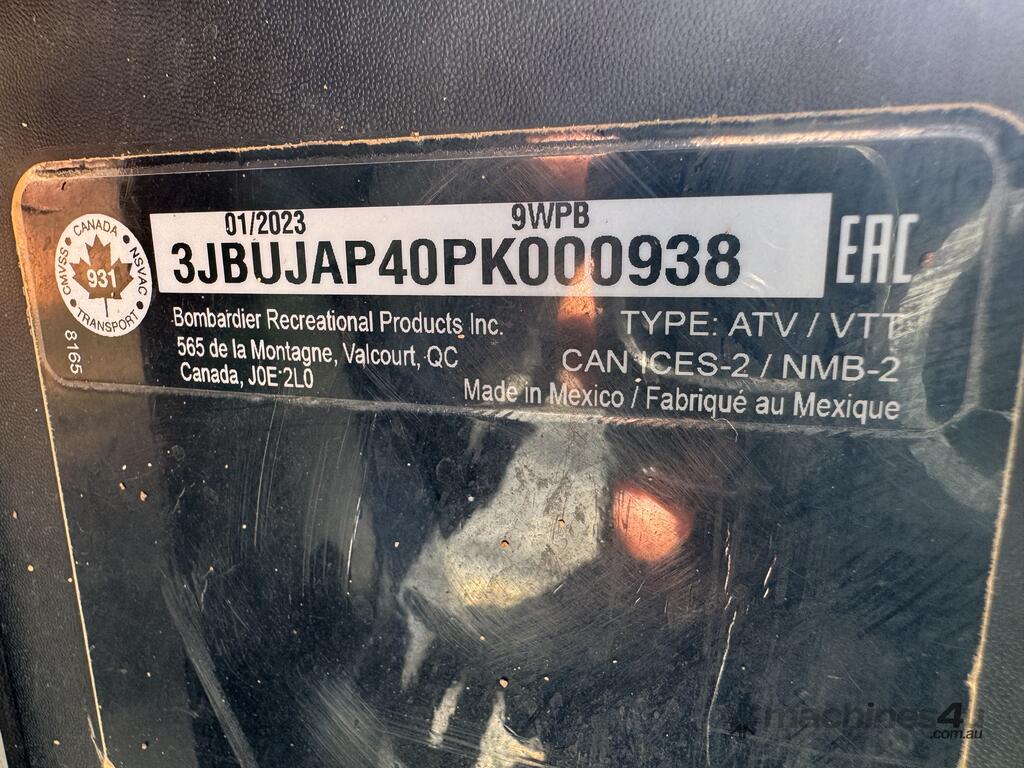 01/2023 9WPB
3JBUJAP40PK000938
EAC
CANADA
CMVSS • NSVAC
931
TRANSPORT
8165
Bombardier Recreational Products Inc.
565 de la Montagne, Valcourt, QC
Canada, J0E 2L0
TYPE: ATV / VTT
CAN ICES-2 / NMB-2
Made in Mexico / Fabriqué au Mexique
machines4u
.com.au